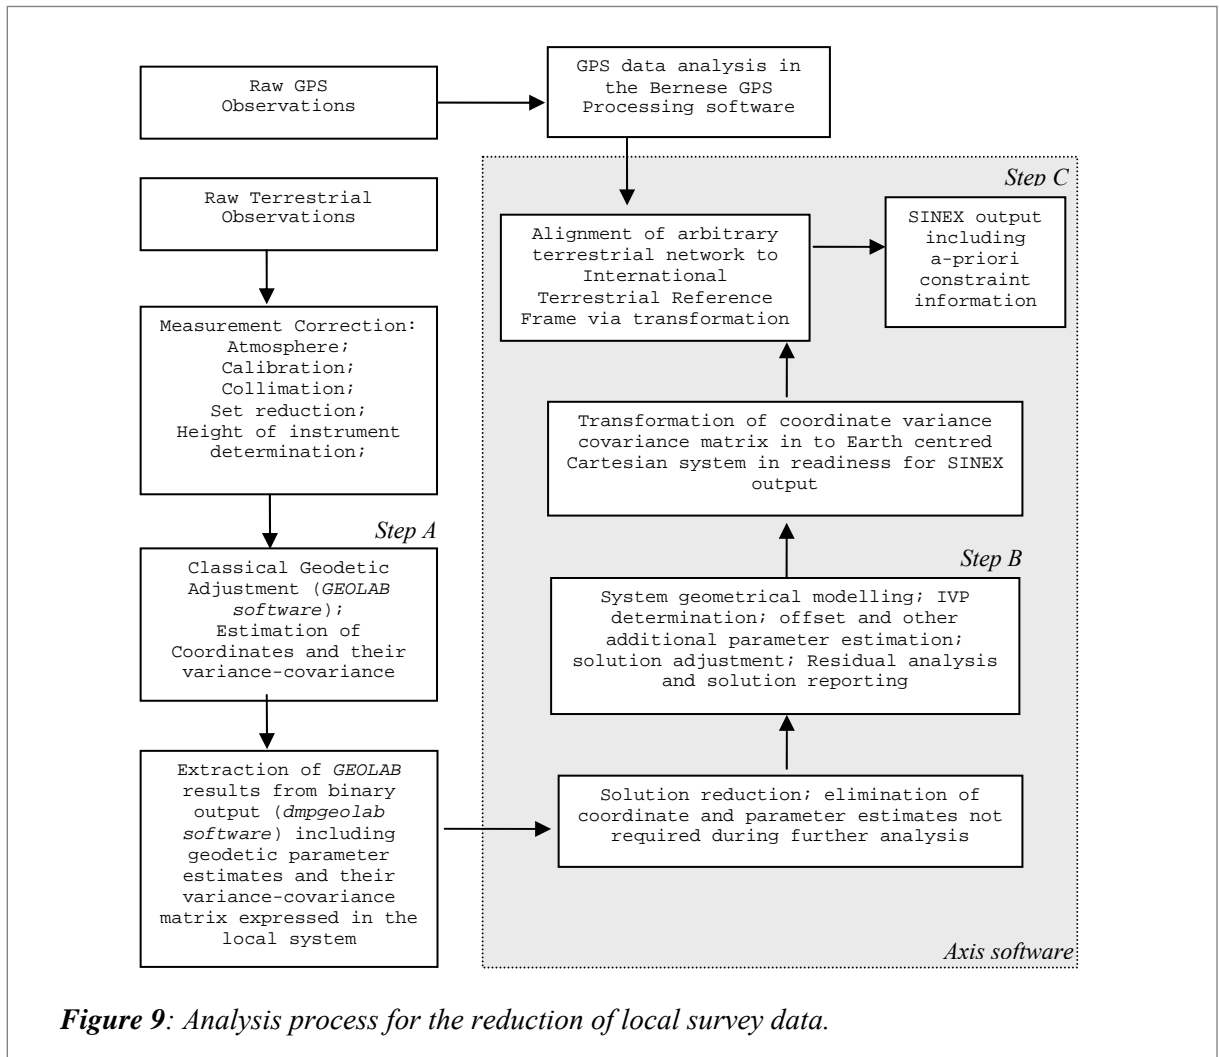 Raw GPS
Observations
GPS data analysis in
the Bernese GPS
Processing software
Raw Terrestrial
Observations
Measurement Correction:
Atmosphere;
Calibration;
Collimation;
Set reduction;
Height of instrument
determination;
Step A
Classical Geodetic
Adjustment (GEOLAB
software);
Estimation of
Coordinates and their
variance-covariance
Extraction of GEOLAB
results from binary
output (dmpgeolab
software) including
geodetic parameter
estimates and their
variance-covariance
matrix expressed in the
local system
Step C
Alignment of arbitrary
terrestrial network to
International
Terrestrial Reference
Frame via transformation
SINEX output
including
a-priori
constraint
information
Transformation of coordinate variance
covariance matrix in to Earth centred
Cartesian system in readiness for SINEX
output
Step B
System geometrical modelling; IVP
determination; offset and other
additional parameter estimation;
solution adjustment; Residual analysis
and solution reporting
Solution reduction; elimination of
coordinate and parameter estimates not
required during further analysis
Axis software
Figure 9: Analysis process for the reduction of local survey data.